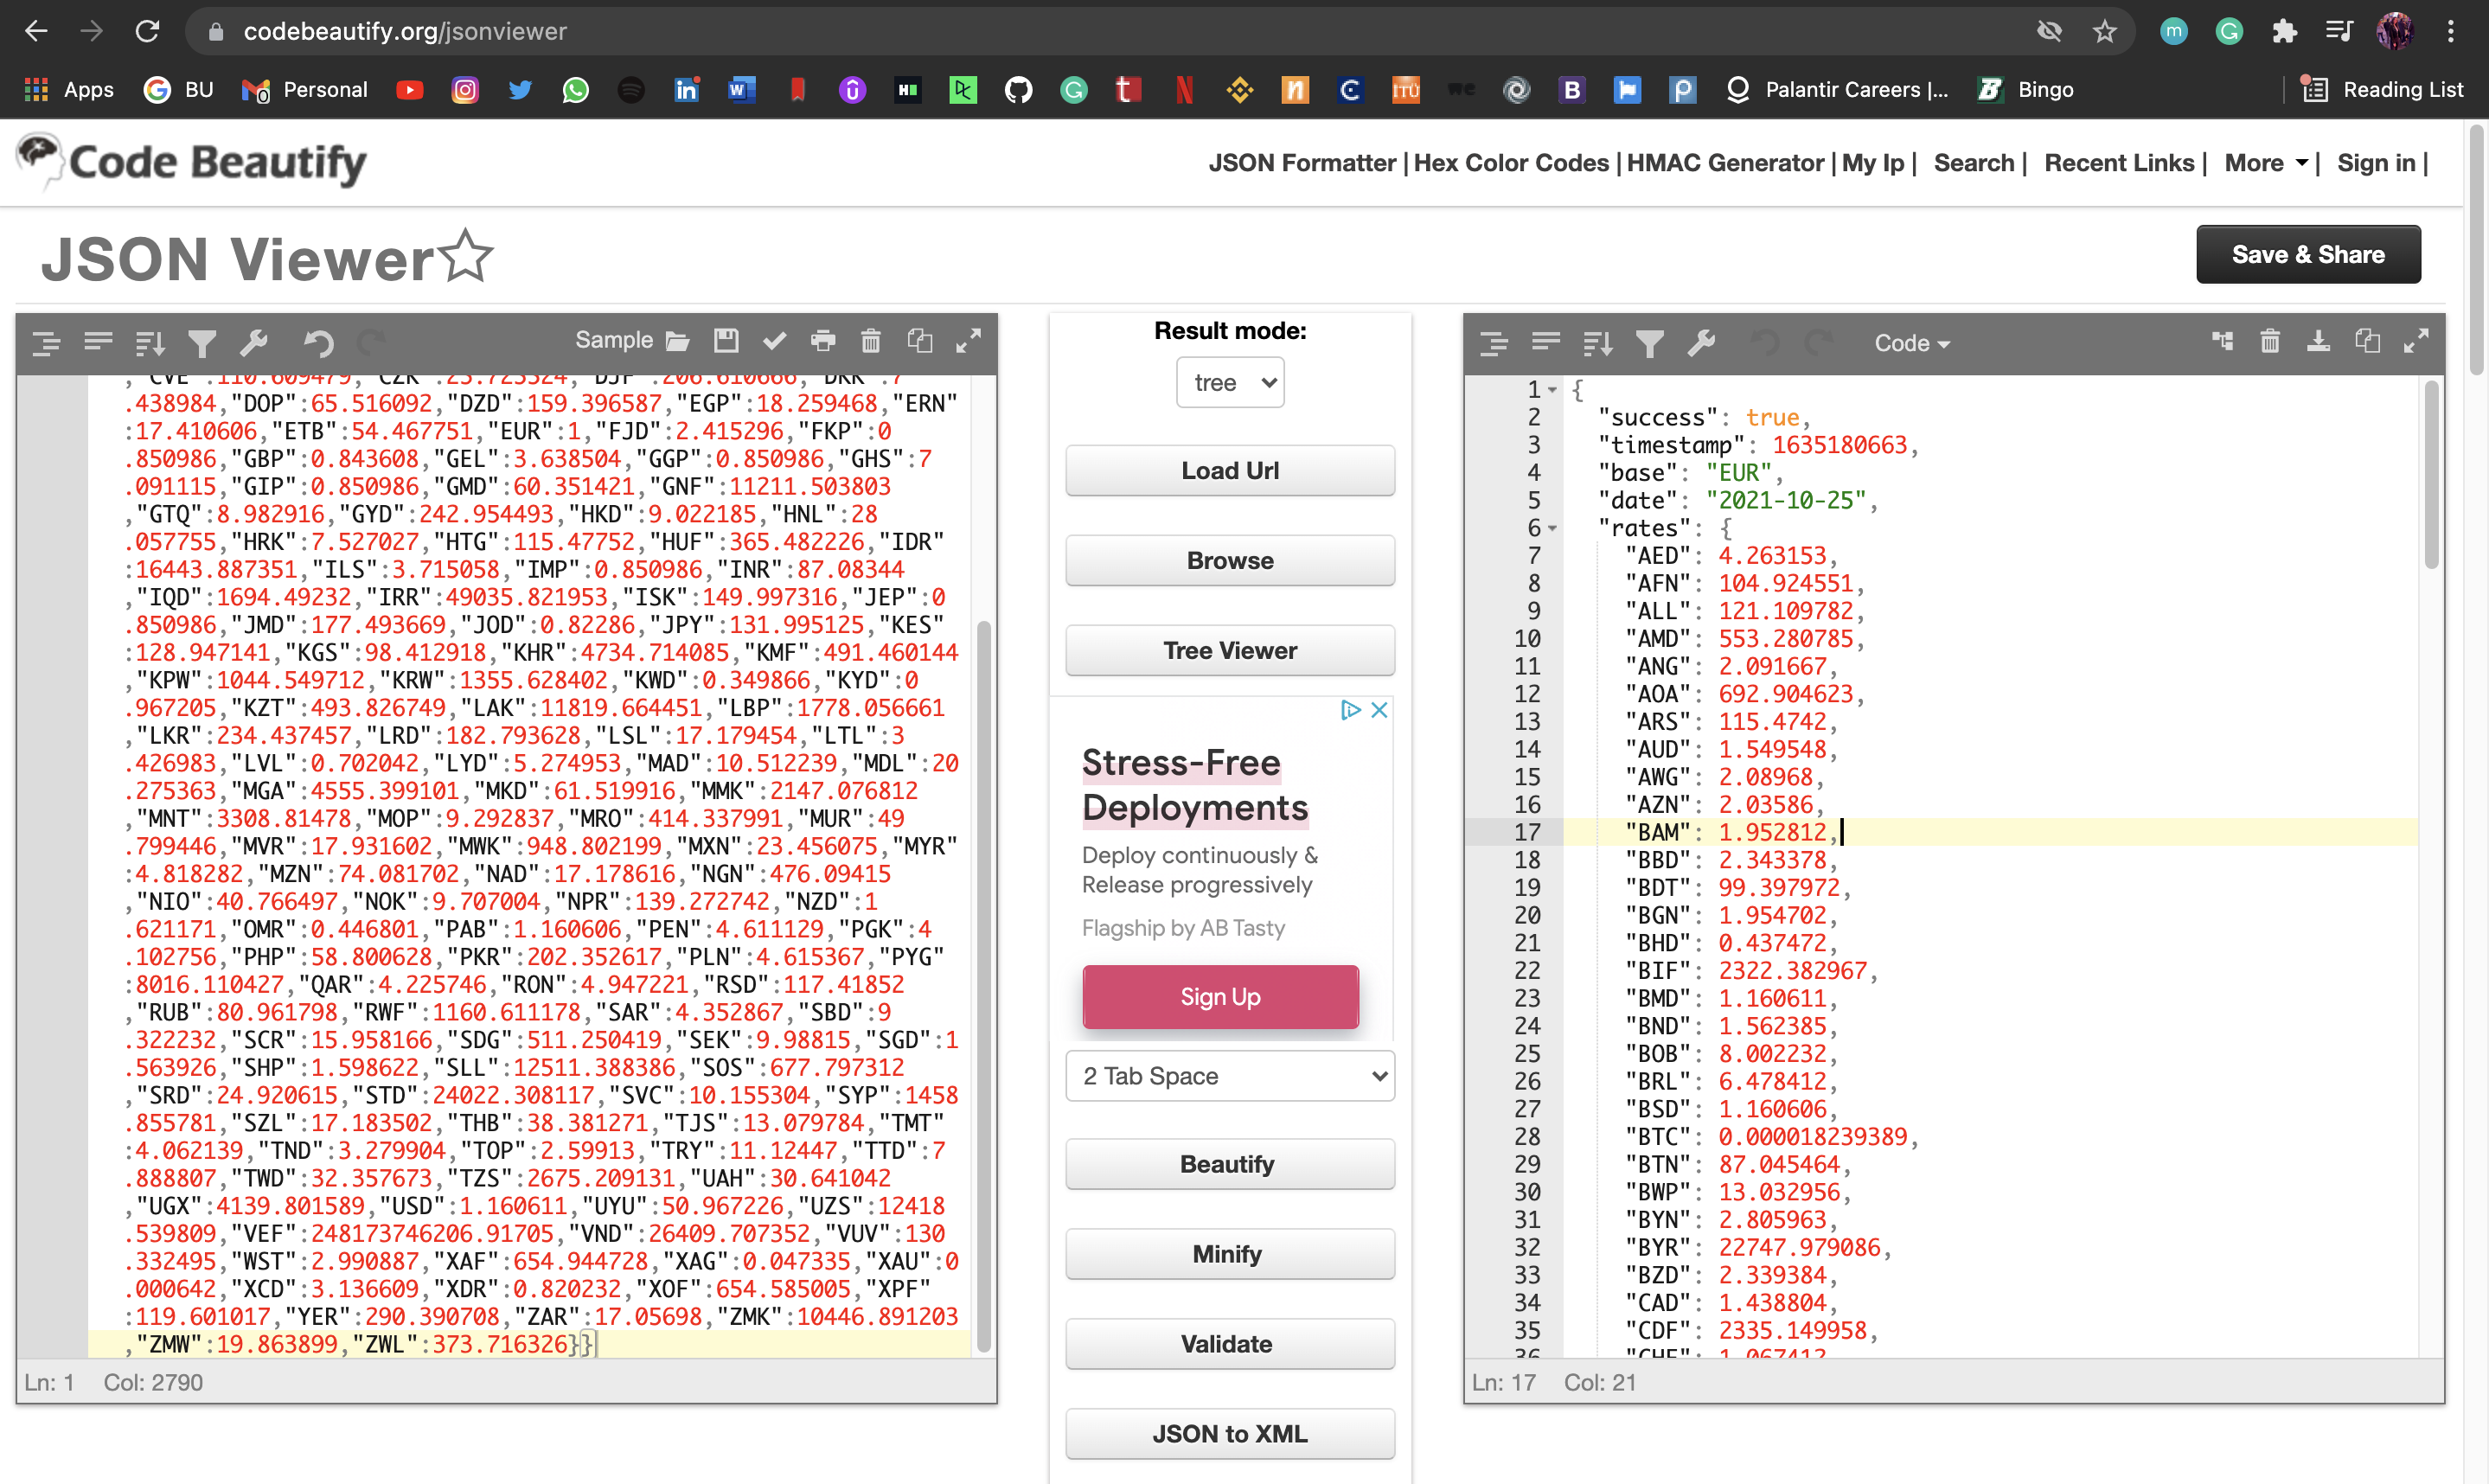 codebeautify.org/jsonviewer
Apps BU Personal Palantir Careers |... Bingo Reading List
Code Beautify
JSON Formatter | Hex Color Codes | HMAC Generator | My Ip | Search | Recent Links | More | Sign in |
JSON Viewer
Save & Share
Sample
,"CVE":110.609479,"CZK":25.725324,"DJF":206.610666,"DKK":7
.438984,"DOP":65.516092,"DZD":159.396587,"EGP":18.259468,"ERN"
:17.410606,"ETB":54.467751,"EUR":1,"FJD":2.415296,"FKP":0
.850986,"GBP":0.843608,"GEL":3.638504,"GGP":0.850986,"GHS":7
.091115,"GIP":0.850986,"GMD":60.351421,"GNF":11211.503803
,"GTQ":8.982916,"GYD":242.954493,"HKD":9.022185,"HNL":28
.057755,"HRK":7.527027,"HTG":115.47752,"HUF":365.482226,"IDR"
:16443.887351,"ILS":3.715058,"IMP":0.850986,"INR":87.08344
,"IQD":1694.49232,"IRR":49035.821953,"ISK":149.997316,"JEP":0
.850986,"JMD":177.493669,"JOD":0.82286,"JPY":131.995125,"KES"
:128.947141,"KGS":98.412918,"KHR":4734.714085,"KMF":491.460144
,"KPW":1044.549712,"KRW":1355.628402,"KWD":0.349866,"KYD":0
.967205,"KZT":493.826749,"LAK":11819.664451,"LBP":1778.056661
,"LKR":234.437457,"LRD":182.793628,"LSL":17.179454,"LTL":3
.426983,"LVL":0.702042,"LYD":5.274953,"MAD":10.512239,"MDL":20
.275363,"MGA":4555.399101,"MKD":61.519916,"MMK":2147.076812
,"MNT":3308.81478,"MOP":9.292837,"MRO":414.337991,"MUR":49
.799446,"MVR":17.931602,"MWK":948.802199,"MXN":23.456075,"MYR"
:4.818282,"MZN":74.081702,"NAD":17.178616,"NGN":476.09415
,"NIO":40.766497,"NOK":9.707004,"NPR":139.272742,"NZD":1
.621171,"OMR":0.446801,"PAB":1.160606,"PEN":4.611129,"PGK":4
.102756,"PHP":58.800628,"PKR":202.352617,"PLN":4.615367,"PYG"
:8016.110427,"QAR":4.225746,"RON":4.947221,"RSD":117.41852
,"RUB":80.961798,"RWF":1160.611178,"SAR":4.352867,"SBD":9
.322232,"SCR":15.958166,"SDG":511.250419,"SEK":9.98815,"SGD":1
.563926,"SHP":1.598622,"SLL":12511.388386,"SOS":677.797312
,"SRD":24.920615,"STD":24022.308117,"SVC":10.155304,"SYP":1458
.855781,"SZL":17.183502,"THB":38.381271,"TJS":13.079784,"TMT"
:4.062139,"TND":3.279904,"TOP":2.59913,"TRY":11.12447,"TTD":7
.888807,"TWD":32.357673,"TZS":2675.209131,"UAH":30.641042
,"UGX":4139.801589,"USD":1.160611,"UYU":50.967226,"UZS":12418
.539809,"VEF":248173746206.91705,"VND":26409.707352,"VUV":130
.332495,"WST":2.990887,"XAF":654.944728,"XAG":0.047335,"XAU":0
.000642,"XCD":3.136609,"XDR":0.820232,"XOF":654.585005,"XPF"
:119.601017,"YER":290.390708,"ZAR":17.05698,"ZMK":10446.891203
,"ZMW":19.863899,"ZWL":373.716326}}
Ln: 1 Col: 2790
Result mode:
tree
Load Url
Browse
Tree Viewer
Stress-Free
Deployments
Deploy continuously &
Release progressively
Flagship by AB Tasty
Sign Up
2 Tab Space
Beautify
Minify
Validate
JSON to XML
Code
1 {
2 "success": true,
3 "timestamp": 1635180663,
4 "base": "EUR",
5 "date": "2021-10-25",
6 "rates": {
7 "AED": 4.263153,
8 "AFN": 104.924551,
9 "ALL": 121.109782,
10 "AMD": 553.280785,
11 "ANG": 2.091667,
12 "AOA": 692.904623,
13 "ARS": 115.4742,
14 "AUD": 1.549548,
15 "AWG": 2.08968,
16 "AZN": 2.03586,
17 "BAM": 1.952812,
18 "BBD": 2.343378,
19 "BDT": 99.397972,
20 "BGN": 1.954702,
21 "BHD": 0.437472,
22 "BIF": 2322.382967,
23 "BMD": 1.160611,
24 "BND": 1.562385,
25 "BOB": 8.002232,
26 "BRL": 6.478412,
27 "BSD": 1.160606,
28 "BTC": 0.000018239389,
29 "BTN": 87.045464,
30 "BWP": 13.032956,
31 "BYN": 2.805963,
32 "BYR": 22747.979086,
33 "BZD": 2.339384,
34 "CAD": 1.438804,
35 "CDF": 2335.149958,
36 "CHF": 1.067412,
Ln: 17 Col: 21